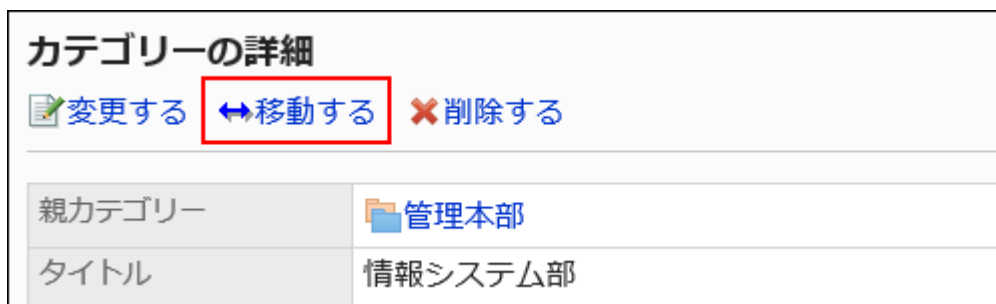 カテゴリーの詳細
変更する 移動する 削除する
親カテゴリー 管理本部
タイトル 情報システム部